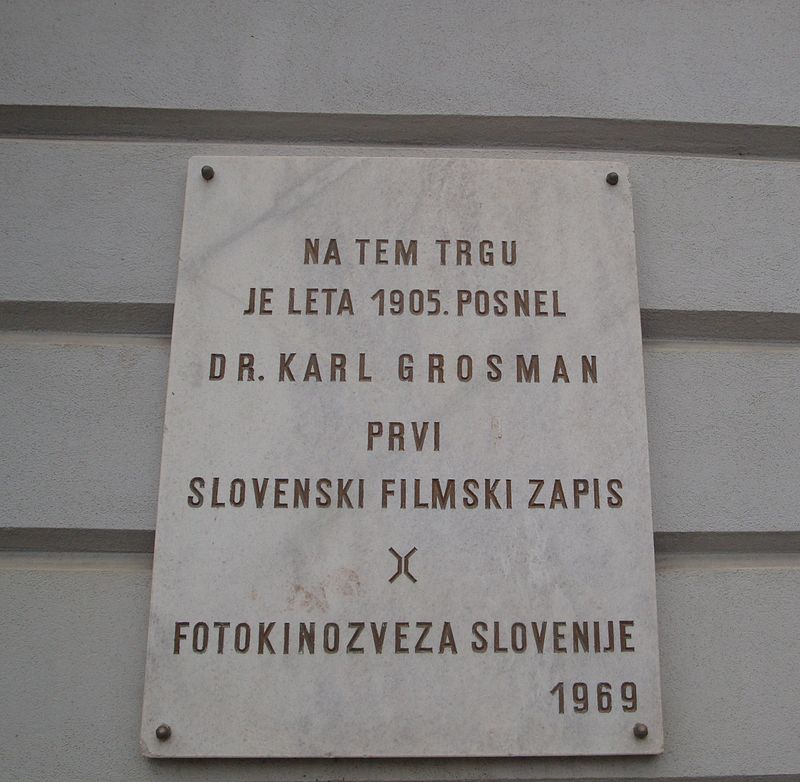 NA TEM TRGU
JE LETA 1905. POSNEL
DR. KARL GROSMAN
PRVI
SLOVENSKI FILMSKI ZAPIS
FOTOKINOZVEZA SLOVENIJE
1969